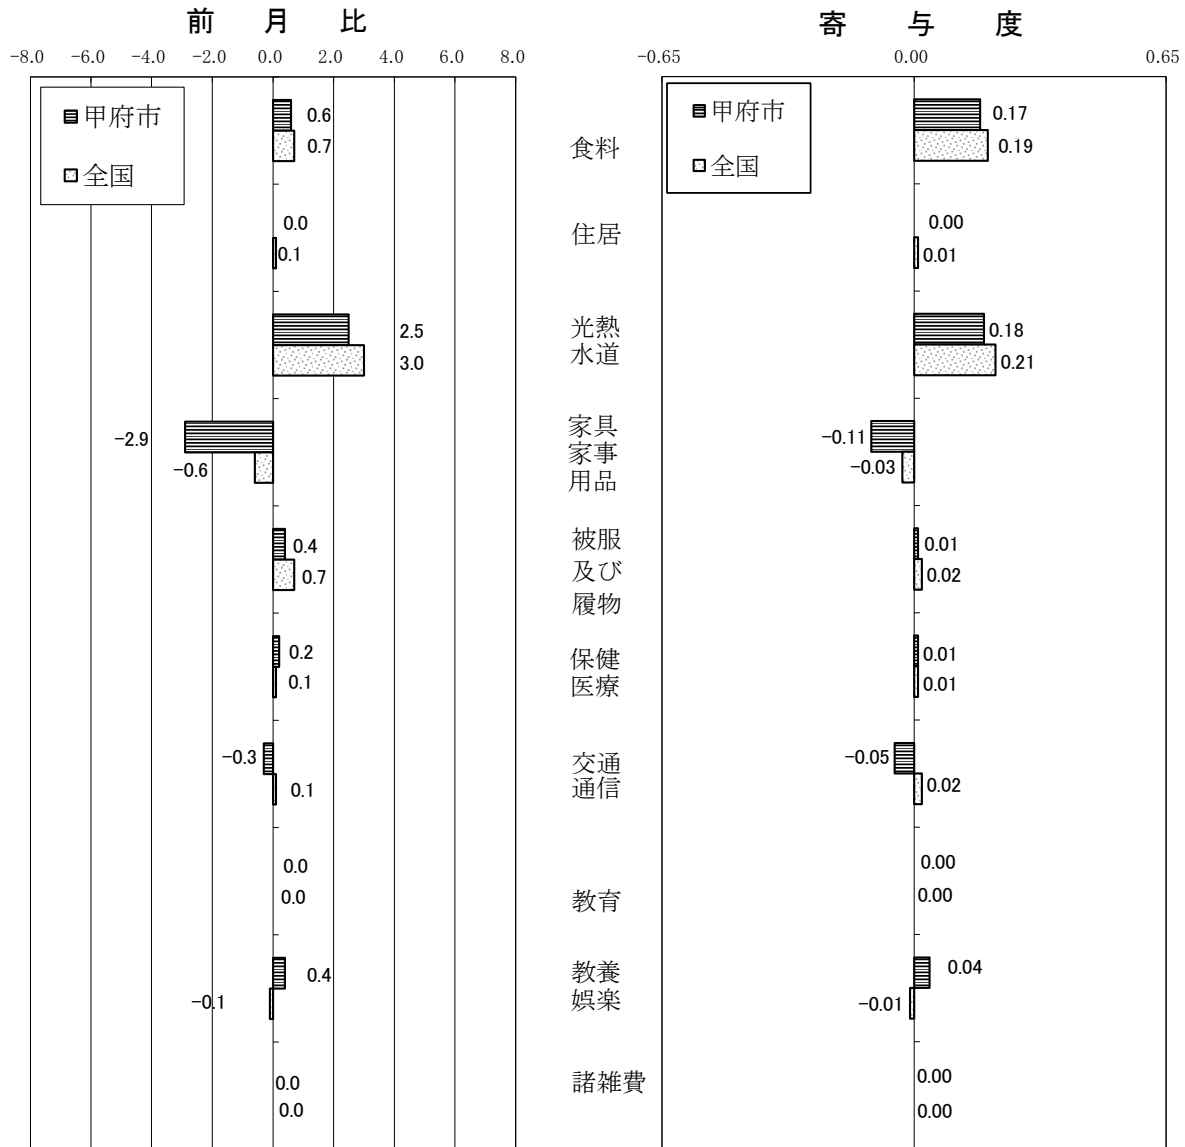 前 月 比
寄 与 度
-8.0 -6.0 -4.0 -2.0 0.0 2.0 4.0 6.0 8.0
-0.65 0.00 0.65
甲府市
全国
甲府市
全国
0.6
0.7
食料
0.17
0.19
0.0
0.1
住居
0.00
0.01
2.5
3.0
光熱
水道
0.18
0.21
-2.9
-0.6
家具
家事
用品
-0.11
-0.03
0.4
0.7
被服
及び
履物
0.01
0.02
0.2
0.1
保健
医療
0.01
0.01
-0.3
0.1
交通
通信
-0.05
0.02
0.0
0.0
教育
0.00
0.00
0.4
-0.1
教養
娯楽
0.04
-0.01
0.0
0.0
諸雑費
0.00
0.00